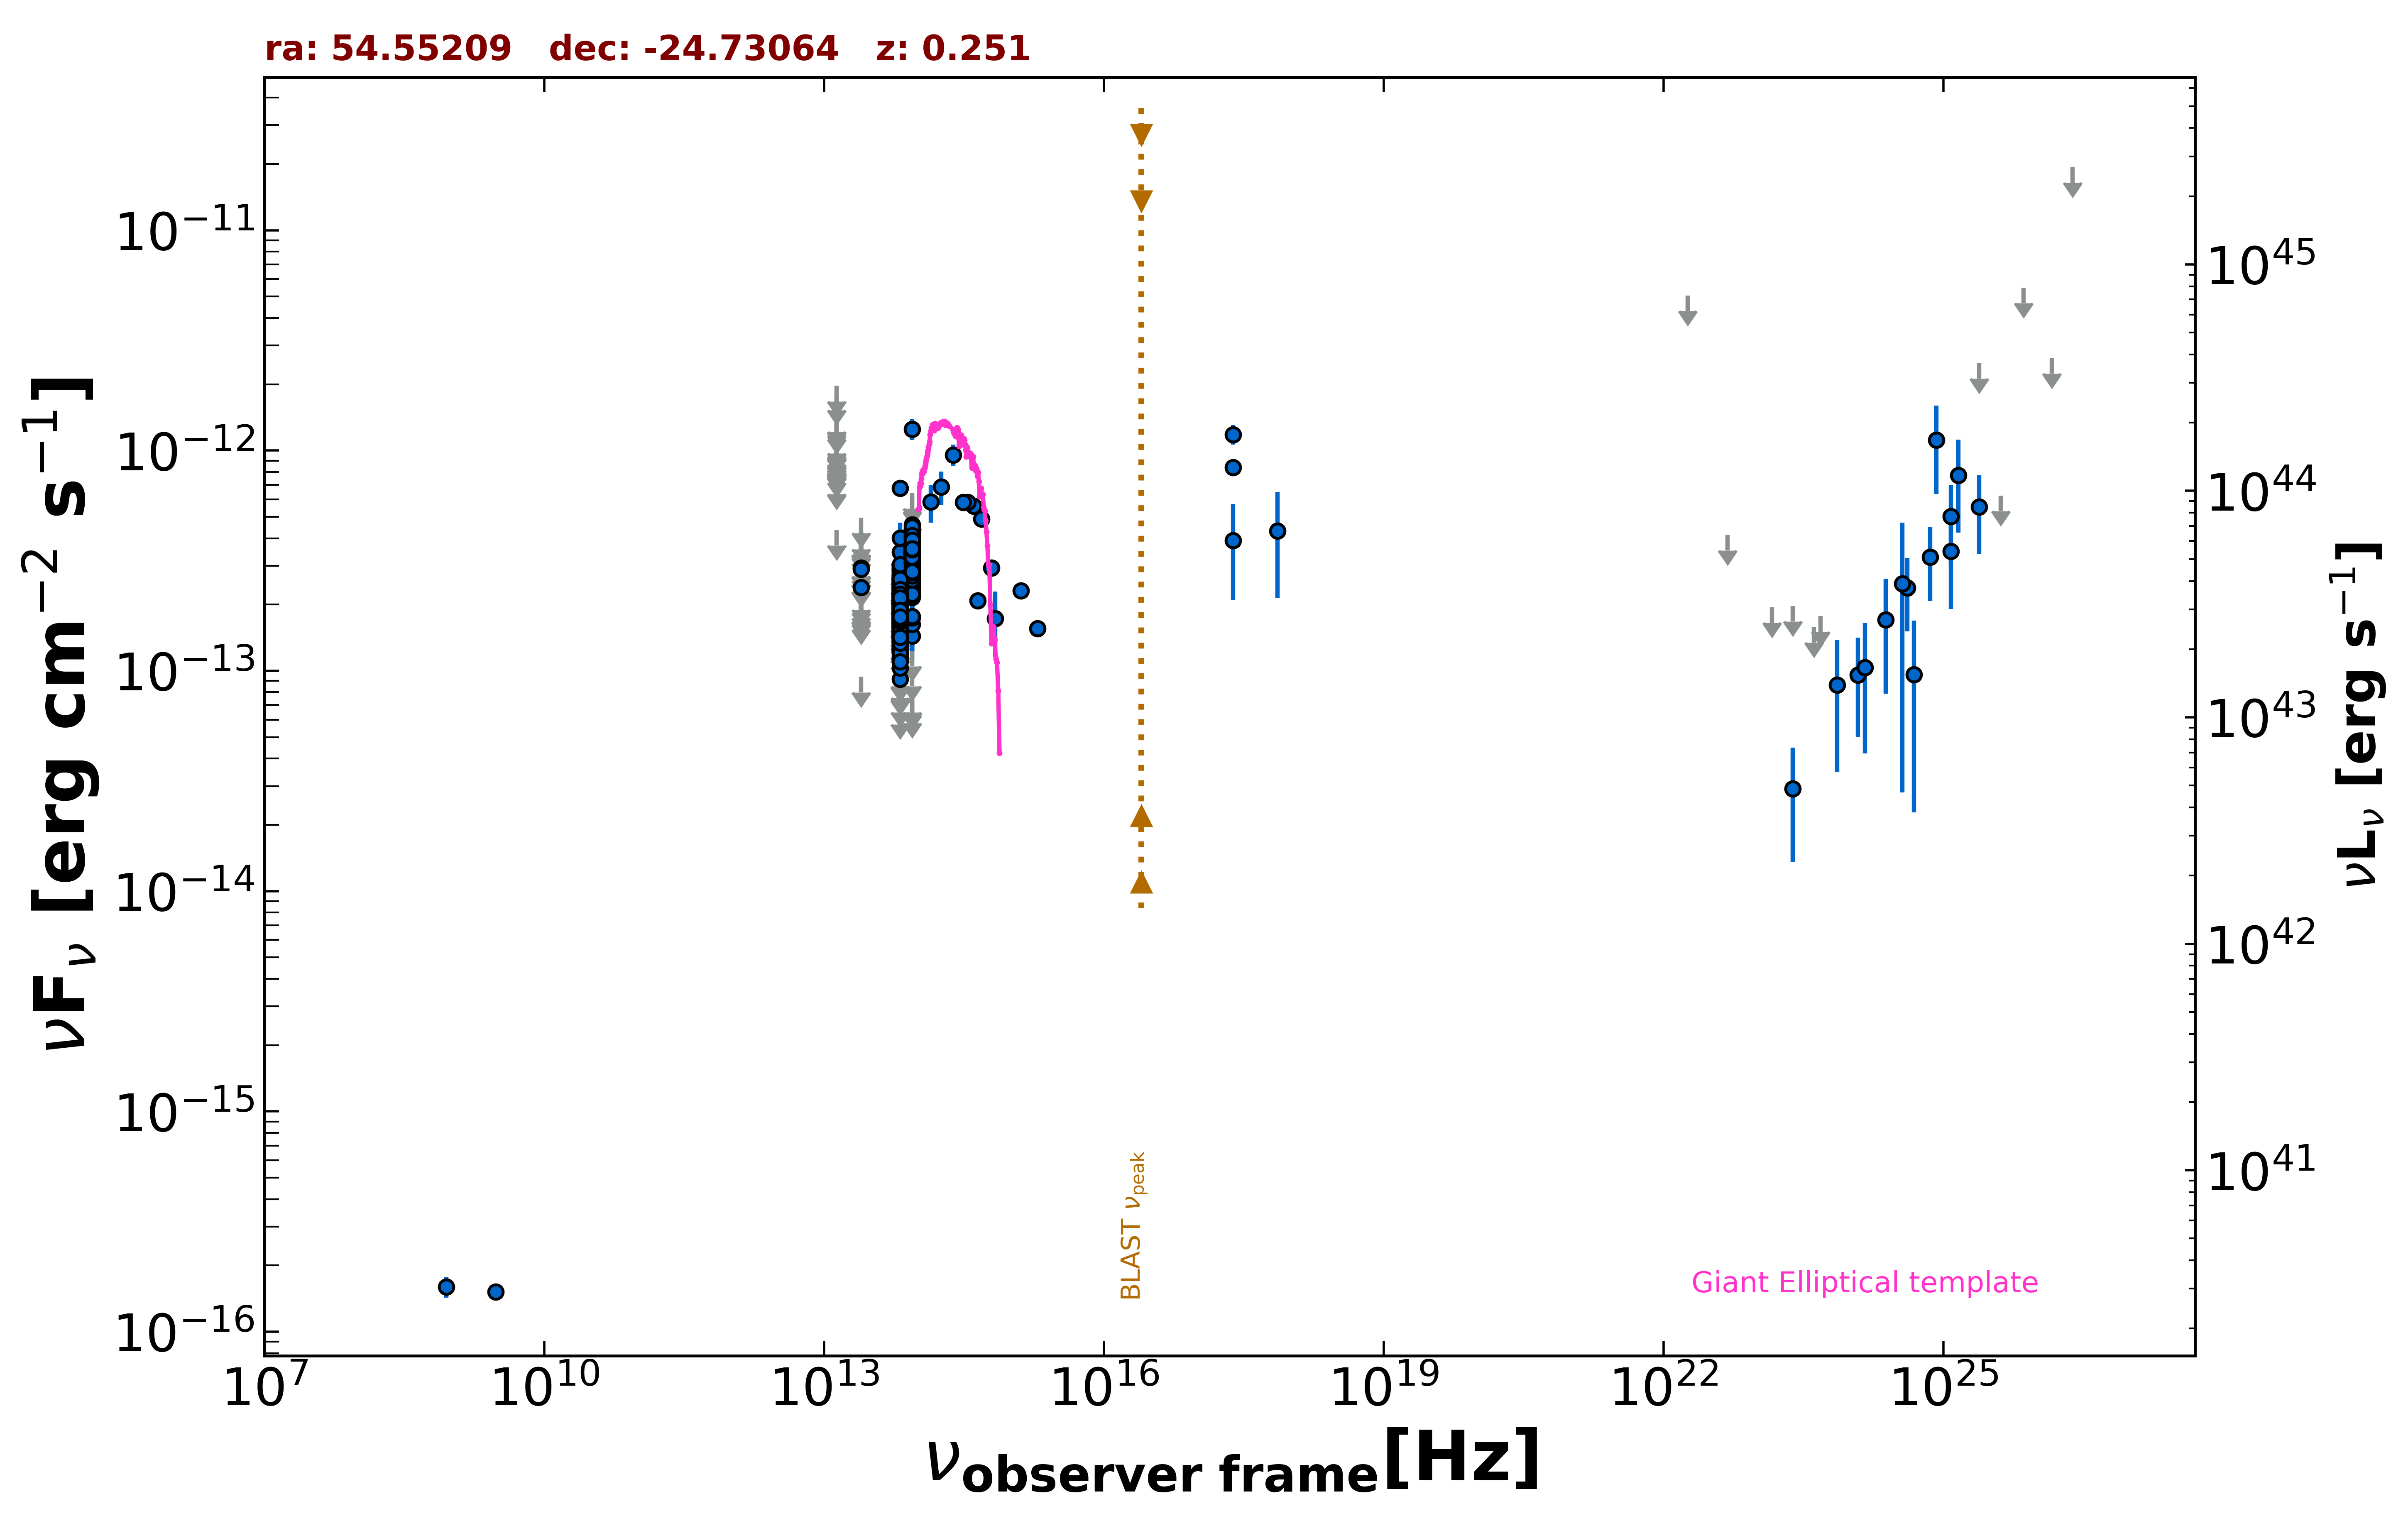 ra: 54.55209 dec: -24.73064 z: 0.251
νFν [erg cm−2 s−1]
10−11
10−12
10−13
10−14
10−15
10−16
1045
1044
1043
1042
1041
νLν [erg s−1]
BLAST νpeak
Giant Elliptical template
107 1010 1013 1016 1019 1022 1025
νobserver frame[Hz]